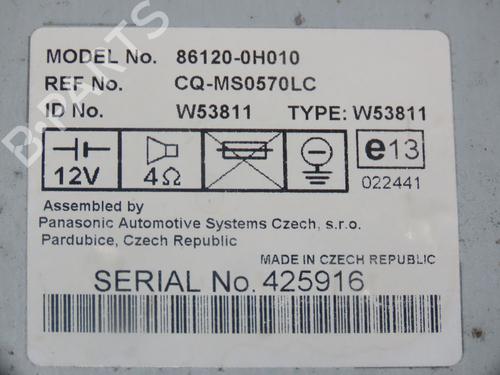 MODEL No. 86120-0H010
REF No. CQ-MS0570LC
ID No. W53811 TYPE: W53811
12V 4Ω e13
022441
Assembled by
Panasonic Automotive Systems Czech, s.r.o.
Pardubice, Czech Republic
MADE IN CZECH REPUBLIC
SERIAL No. 425916
B-PARTS